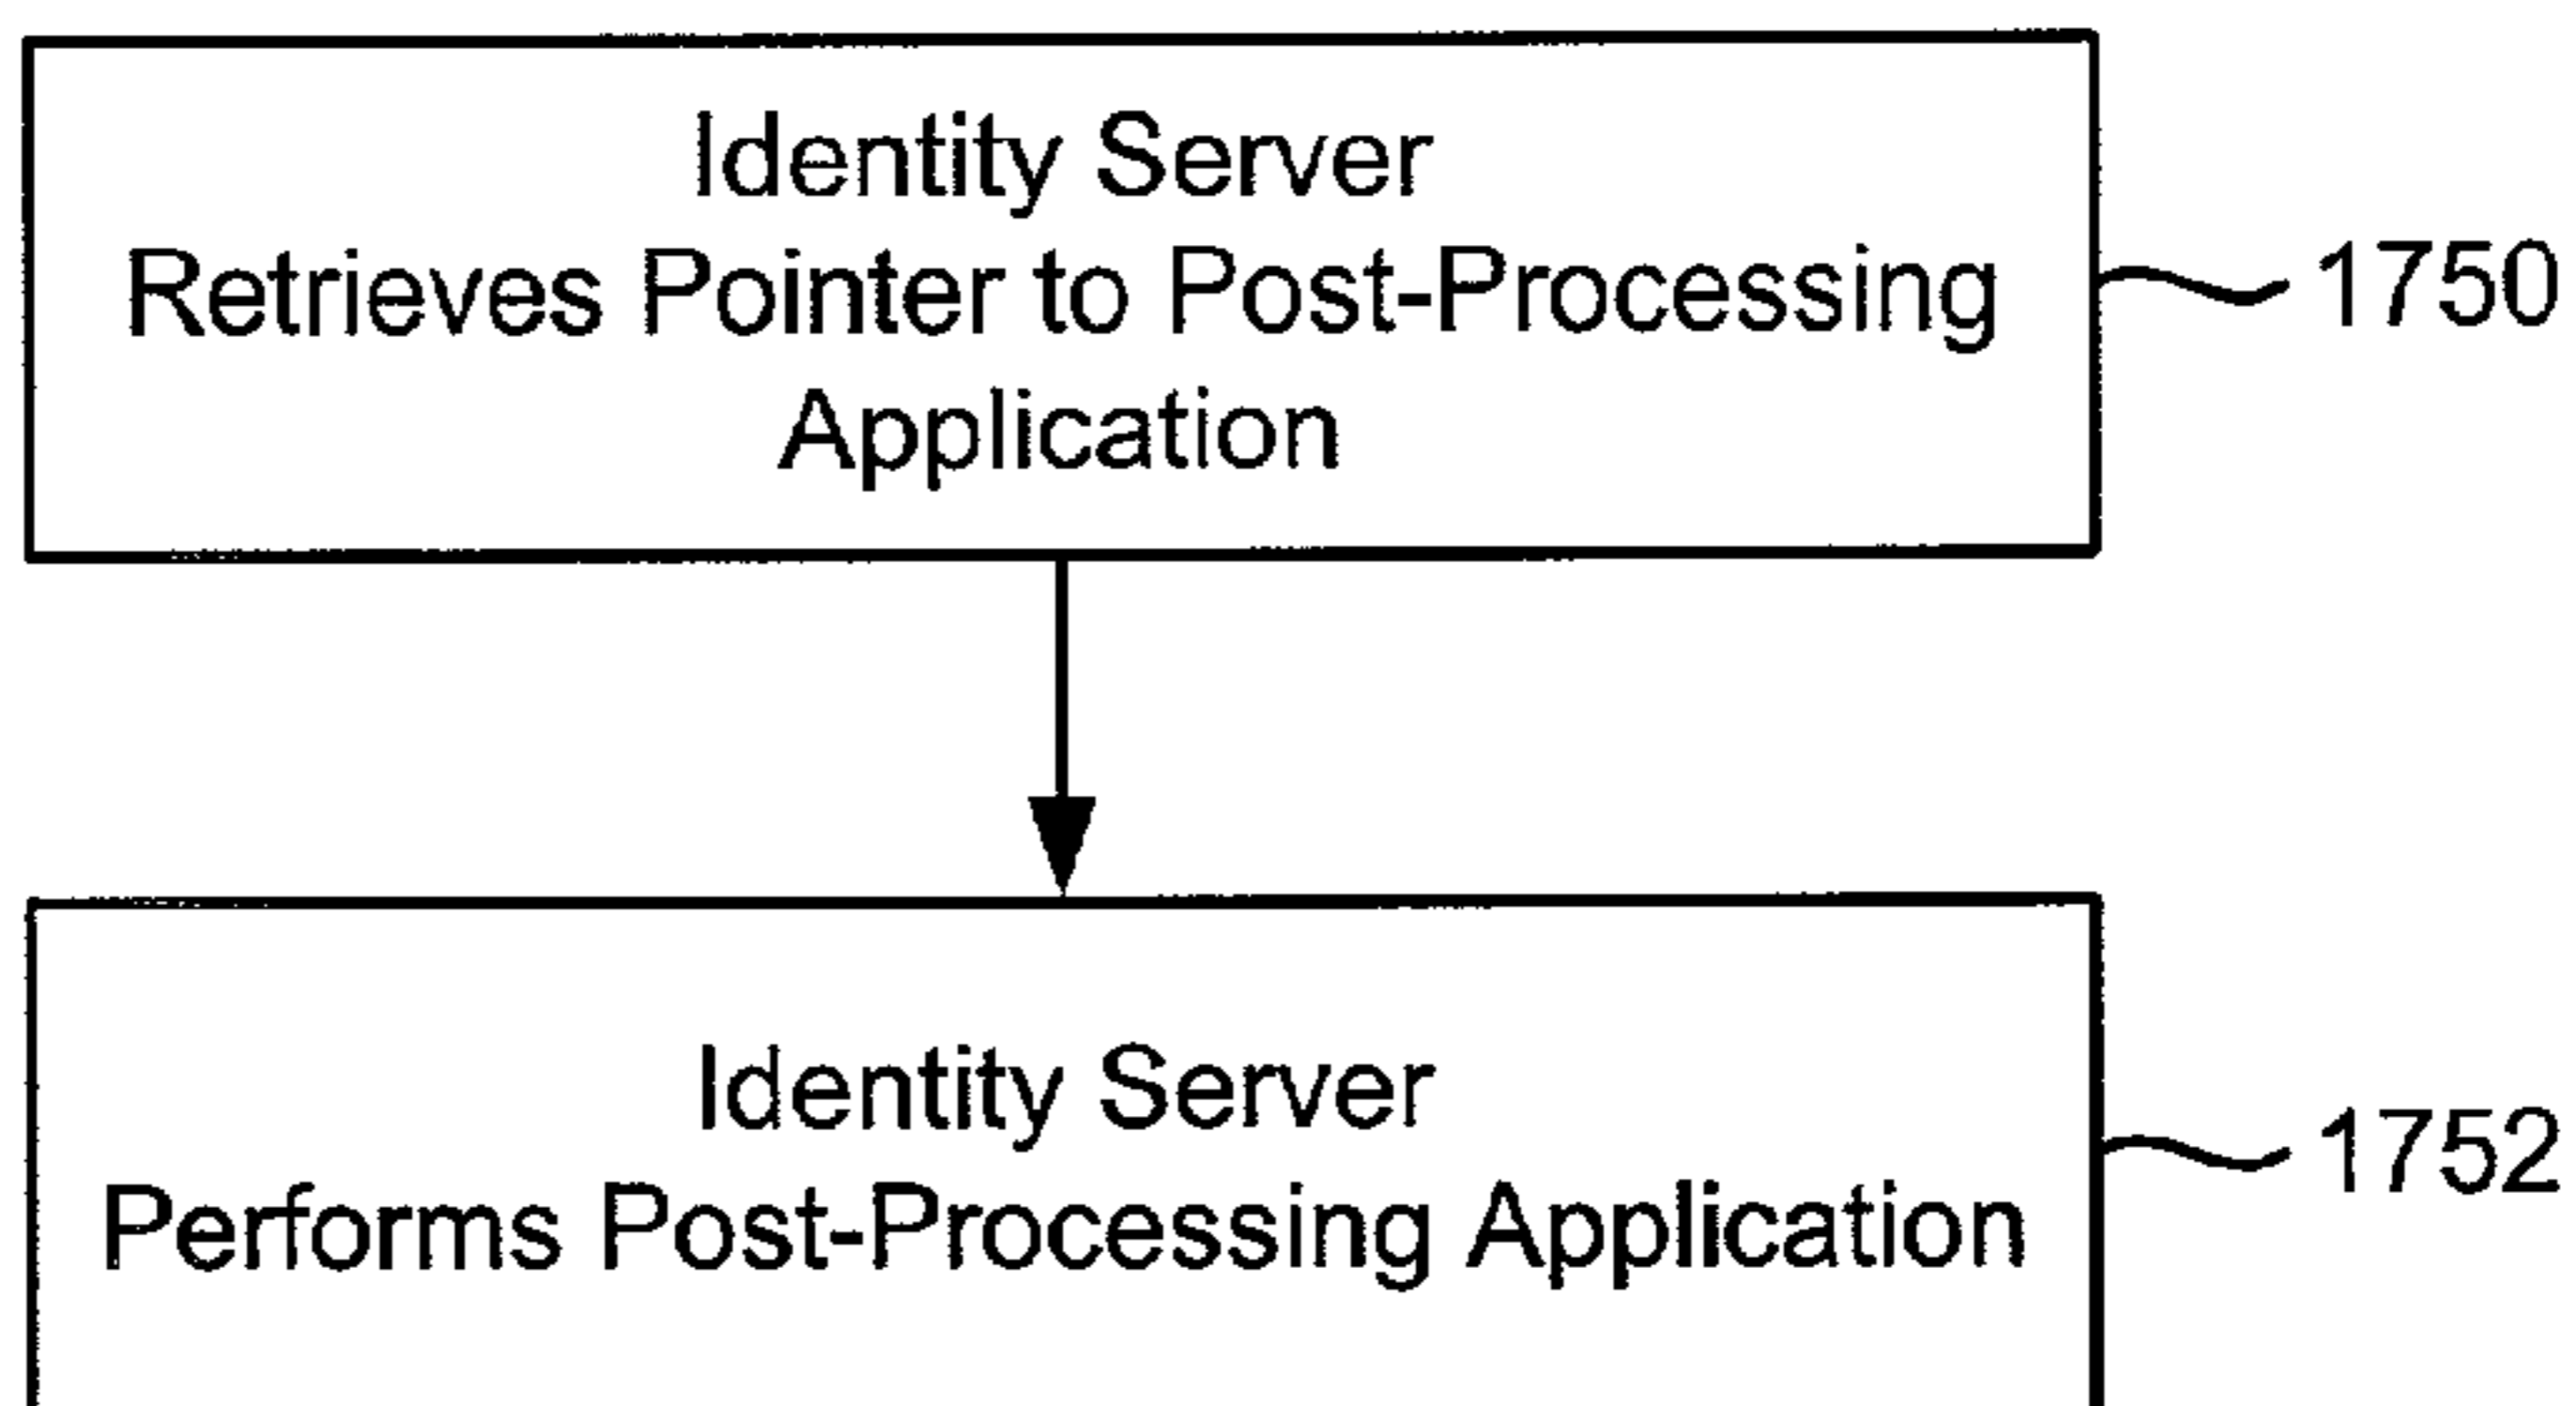 Identity Server
Retrieves Pointer to Post-Processing
Application
1750
Identity Server
Performs Post-Processing Application
1752